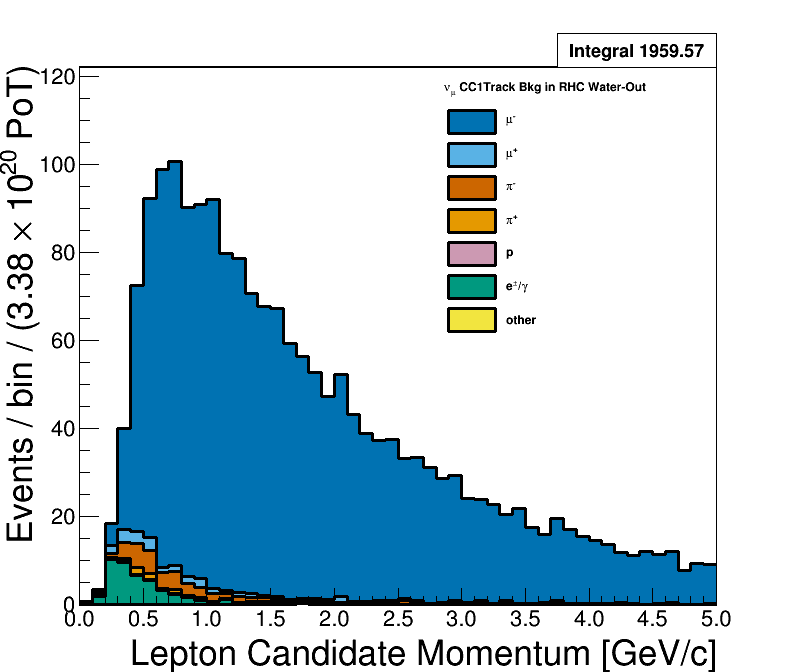 Integral 1959.57
ν_μ CC1Track Bkg in RHC Water-Out
μ⁻
μ⁺
π⁻
π⁺
p
e±/γ
other
Events / bin / (3.38 × 10²⁰ PoT)
120
100
80
60
40
20
0
0.0 0.5 1.0 1.5 2.0 2.5 3.0 3.5 4.0 4.5 5.0
Lepton Candidate Momentum [GeV/c]